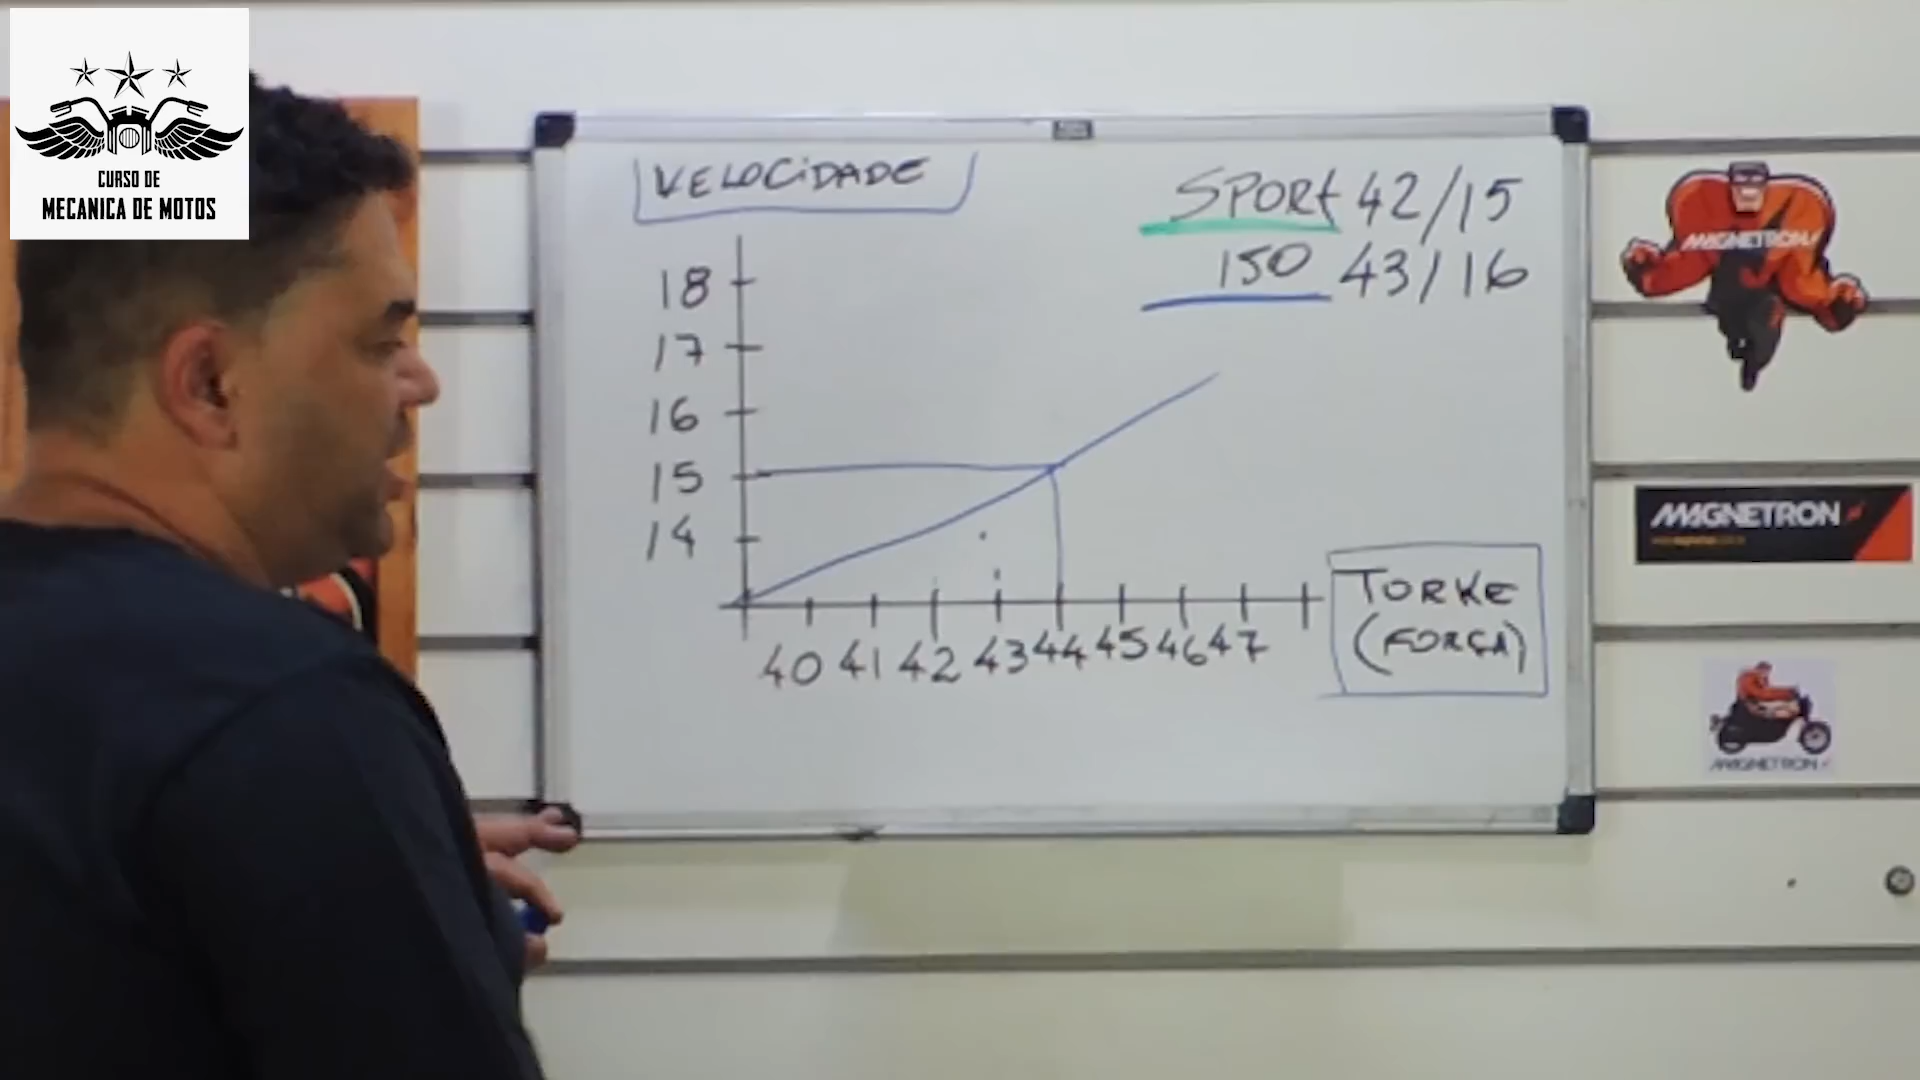 CURSO DE
MECANICA DE MOTOS
VELOCIDADE
SPORT 42/15
150 43/16
18
17
16
15
14
40 41 42 43 44 45 46 47
TORKE
(FORÇA)
MAGNETRON
MAGNETRON
MAGNETRON